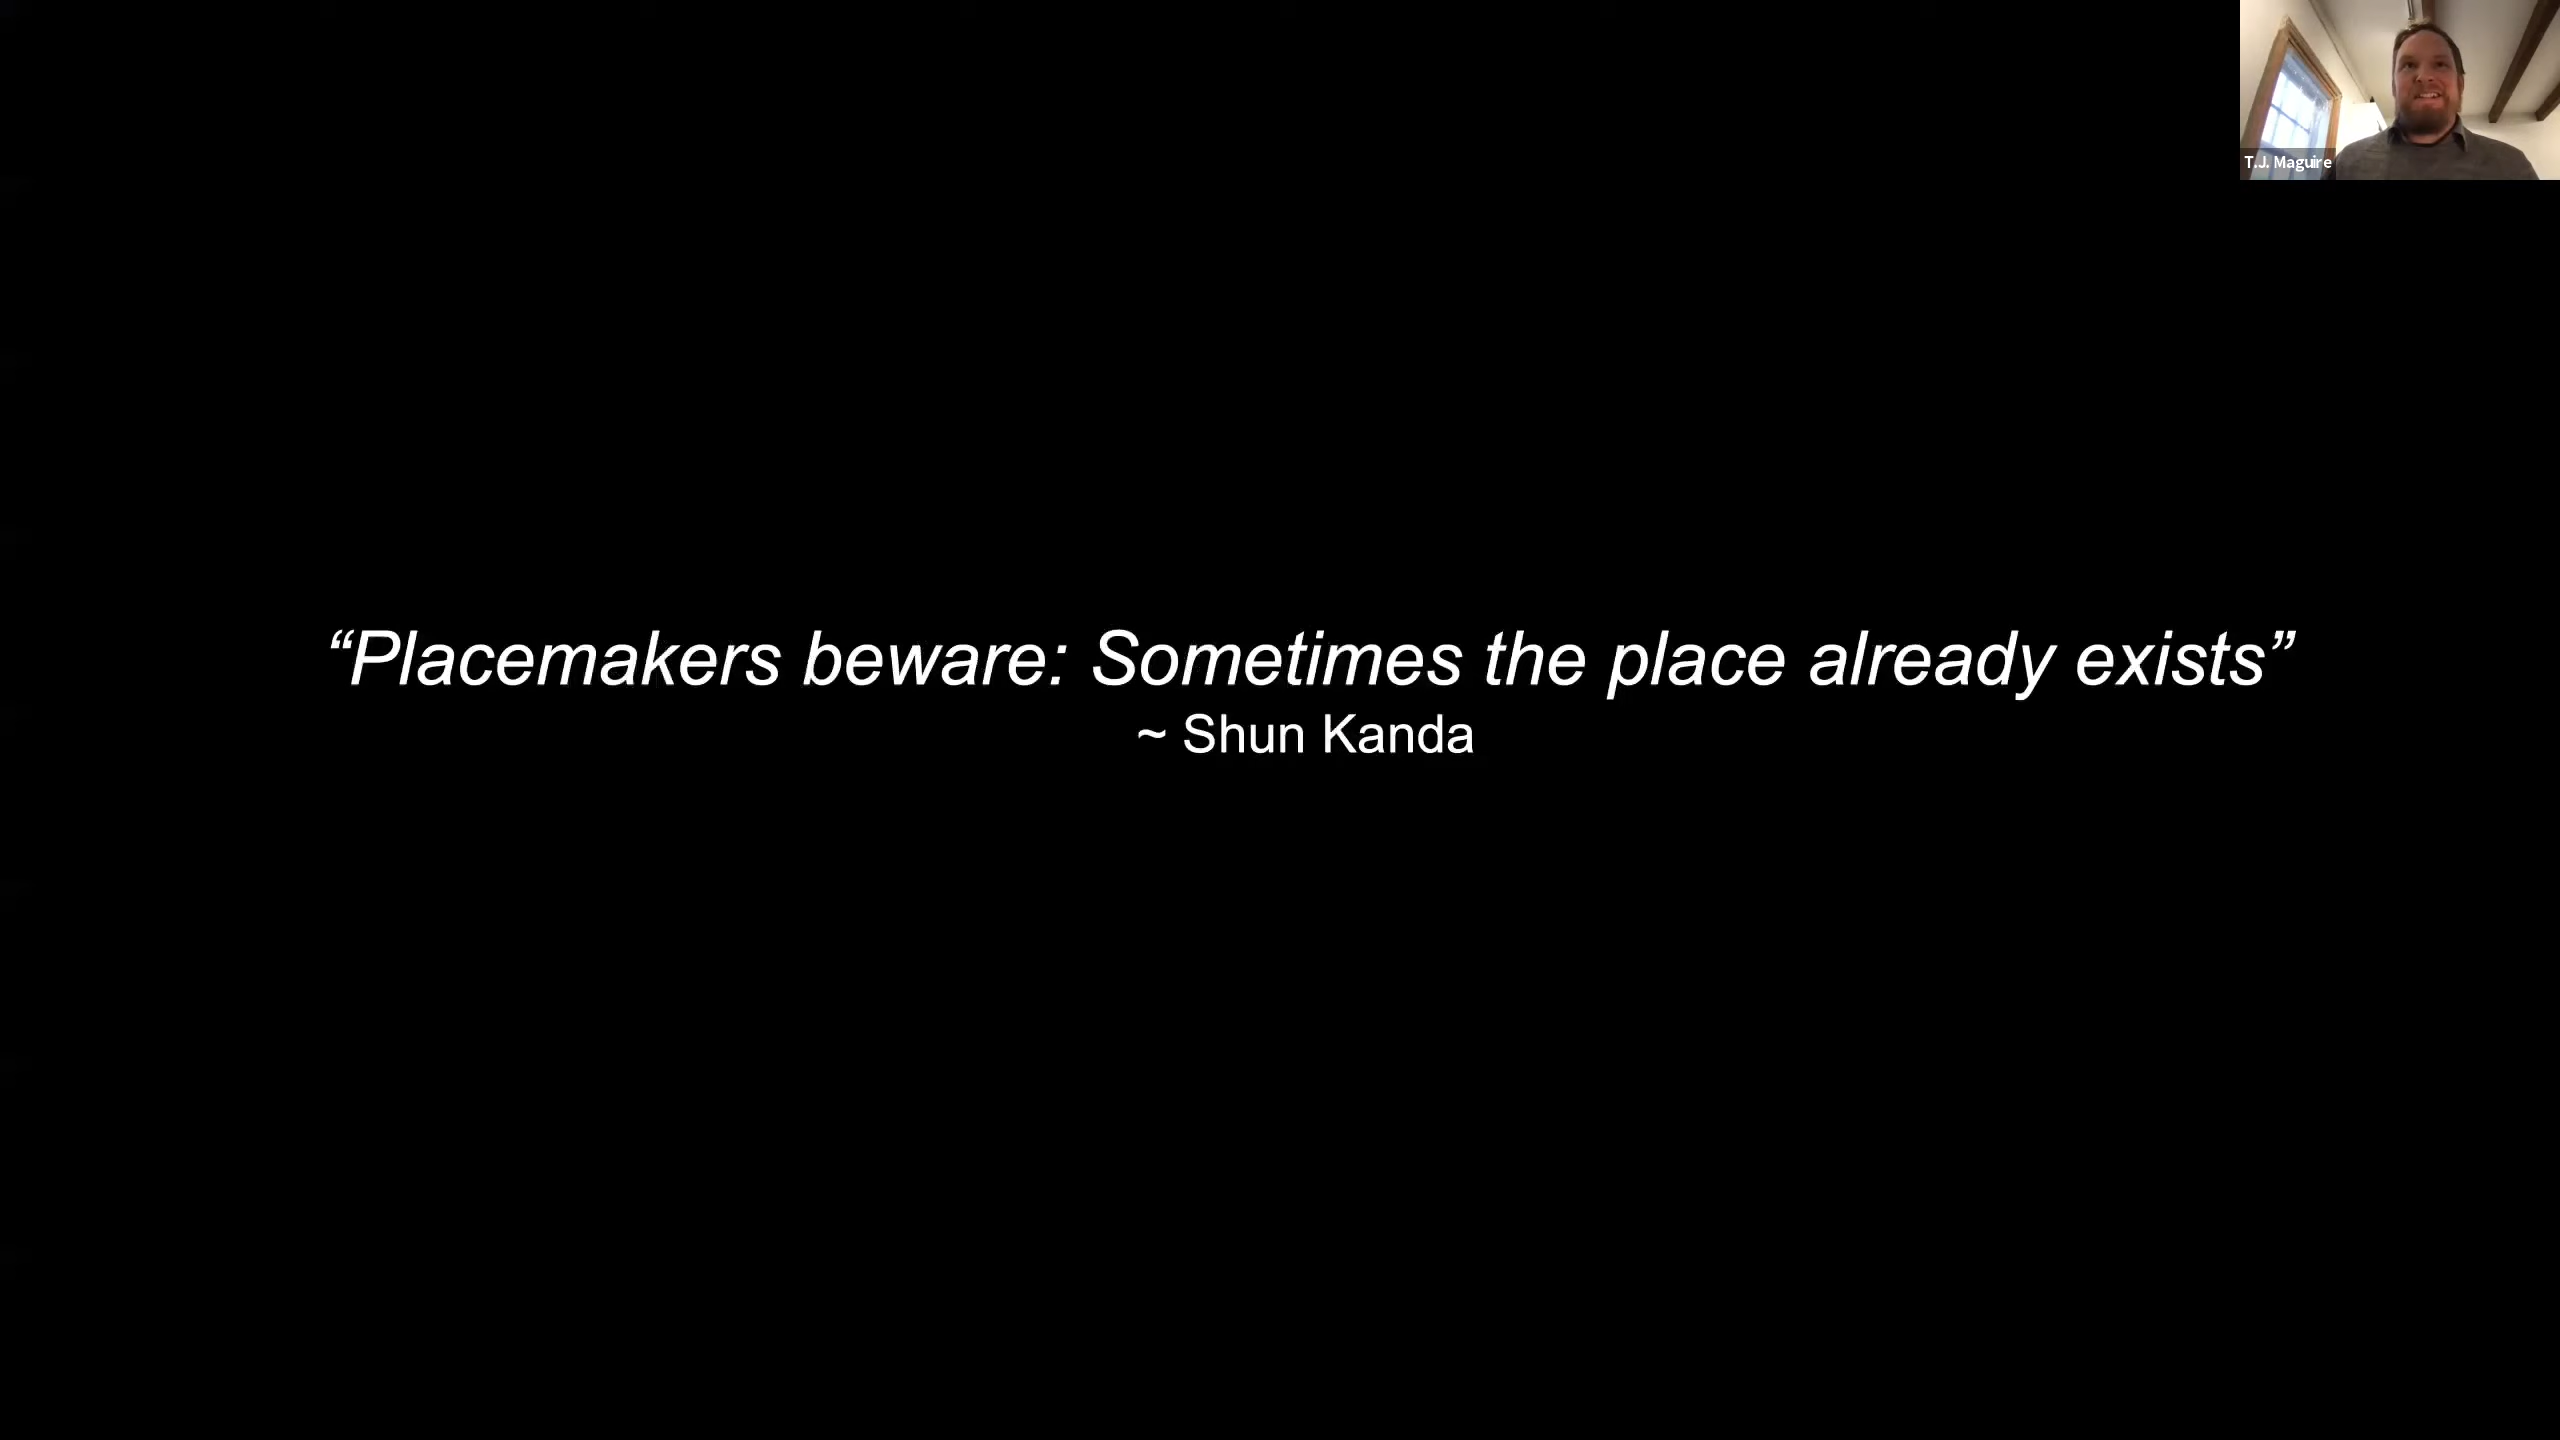 T.J. Maguire
“Placemakers beware: Sometimes the place already exists”
~ Shun Kanda